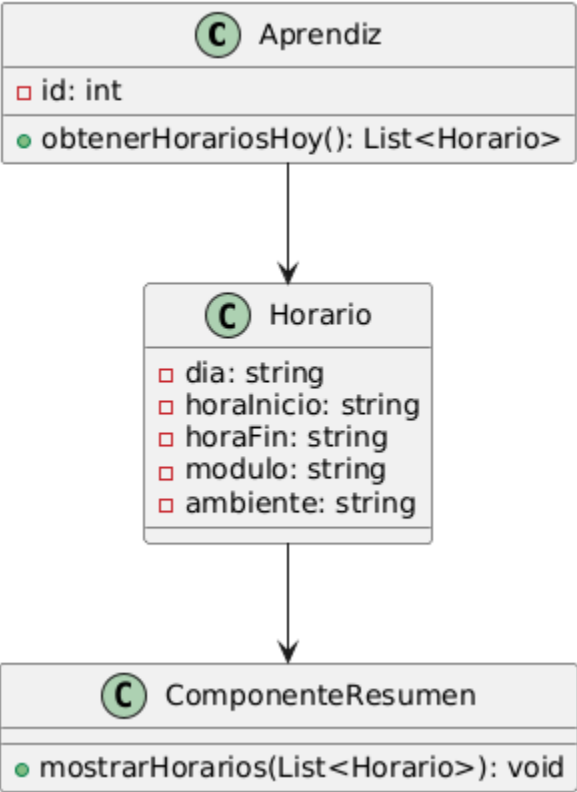 C Aprendiz
id: int
obtenerHorariosHoy(): List<Horario>
C Horario
dia: string
horaInicio: string
horaFin: string
modulo: string
ambiente: string
C ComponenteResumen
mostrarHorarios(List<Horario>): void